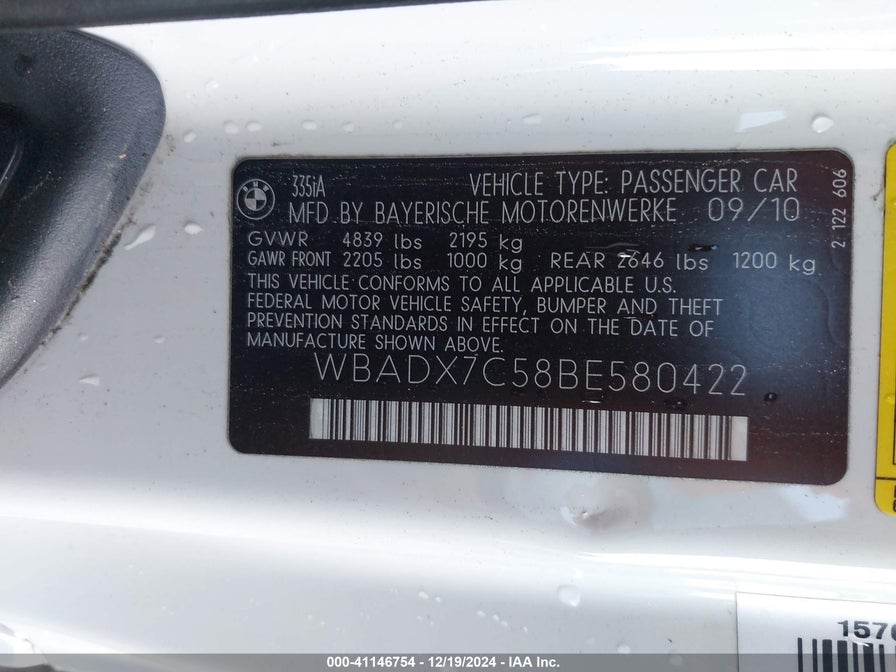 BMW
335iA
VEHICLE TYPE: PASSENGER CAR
MFD BY BAYERISCHE MOTORENWERKE 09/10
GVWR 4839 lbs 2195 kg
GAWR FRONT 2205 lbs 1000 kg REAR 2646 lbs 1200 kg
THIS VEHICLE CONFORMS TO ALL APPLICABLE U.S.
FEDERAL MOTOR VEHICLE SAFETY, BUMPER AND THEFT
PREVENTION STANDARDS IN EFFECT ON THE DATE OF
MANUFACTURE SHOWN ABOVE.
WBADX7C58BE580422
2 122 606
1576
000-41146754 - 12/19/2024 - IAA Inc.